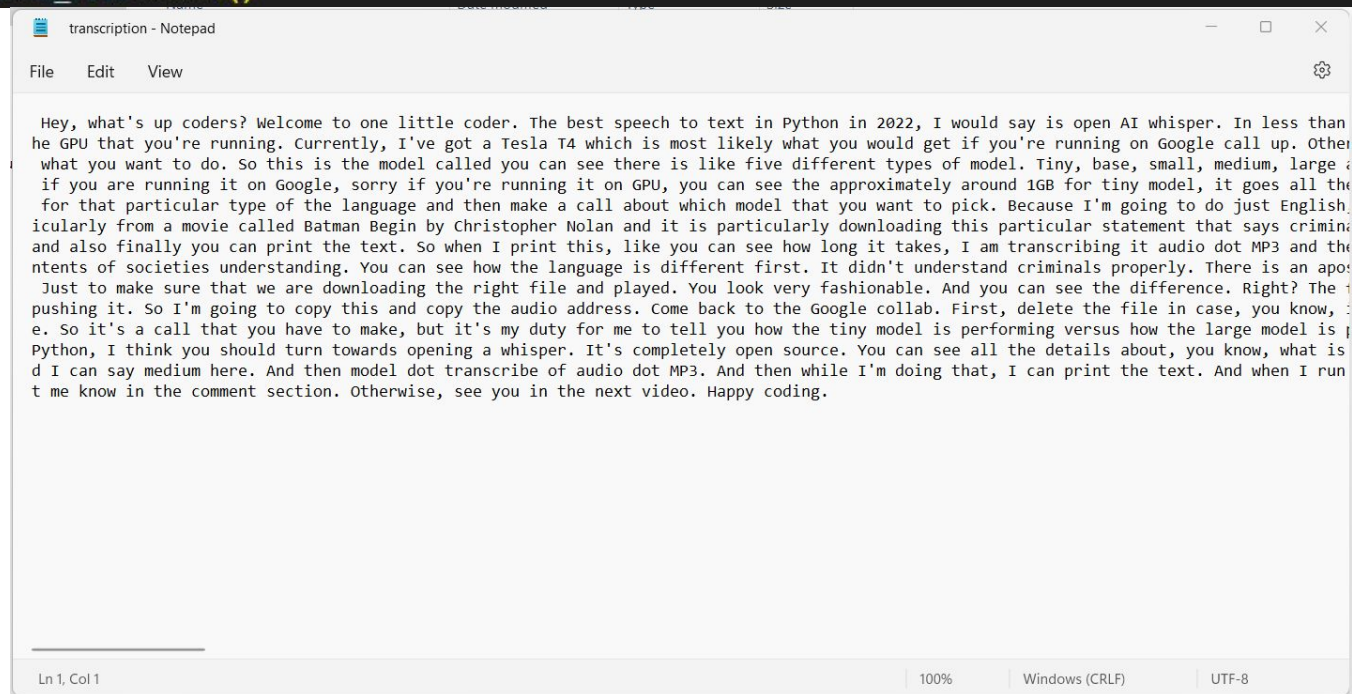 transcription - Notepad
File Edit View
Hey, what's up coders? Welcome to one little coder. The best speech to text in Python in 2022, I would say is open AI whisper. In less than
he GPU that you're running. Currently, I've got a Tesla T4 which is most likely what you would get if you're running on Google call up. Other
what you want to do. So this is the model called you can see there is like five different types of model. Tiny, base, small, medium, large a
if you are running it on Google, sorry if you're running it on GPU, you can see the approximately around 1GB for tiny model, it goes all the
for that particular type of the language and then make a call about which model that you want to pick. Because I'm going to do just English
icularly from a movie called Batman Begin by Christopher Nolan and it is particularly downloading this particular statement that says crimina
and also finally you can print the text. So when I print this, like you can see how long it takes, I am transcribing it audio dot MP3 and the
ntents of societies understanding. You can see how the language is different first. It didn't understand criminals properly. There is an apos
Just to make sure that we are downloading the right file and played. You look very fashionable. And you can see the difference. Right? The
pushing it. So I'm going to copy this and copy the audio address. Come back to the Google collab. First, delete the file in case, you know,
e. So it's a call that you have to make, but it's my duty for me to tell you how the tiny model is performing versus how the large model is p
Python, I think you should turn towards opening a whisper. It's completely open source. You can see all the details about, you know, what is
d I can say medium here. And then model dot transcribe of audio dot MP3. And then while I'm doing that, I can print the text. And when I run
t me know in the comment section. Otherwise, see you in the next video. Happy coding.
Ln 1, Col 1 100% Windows (CRLF) UTF-8